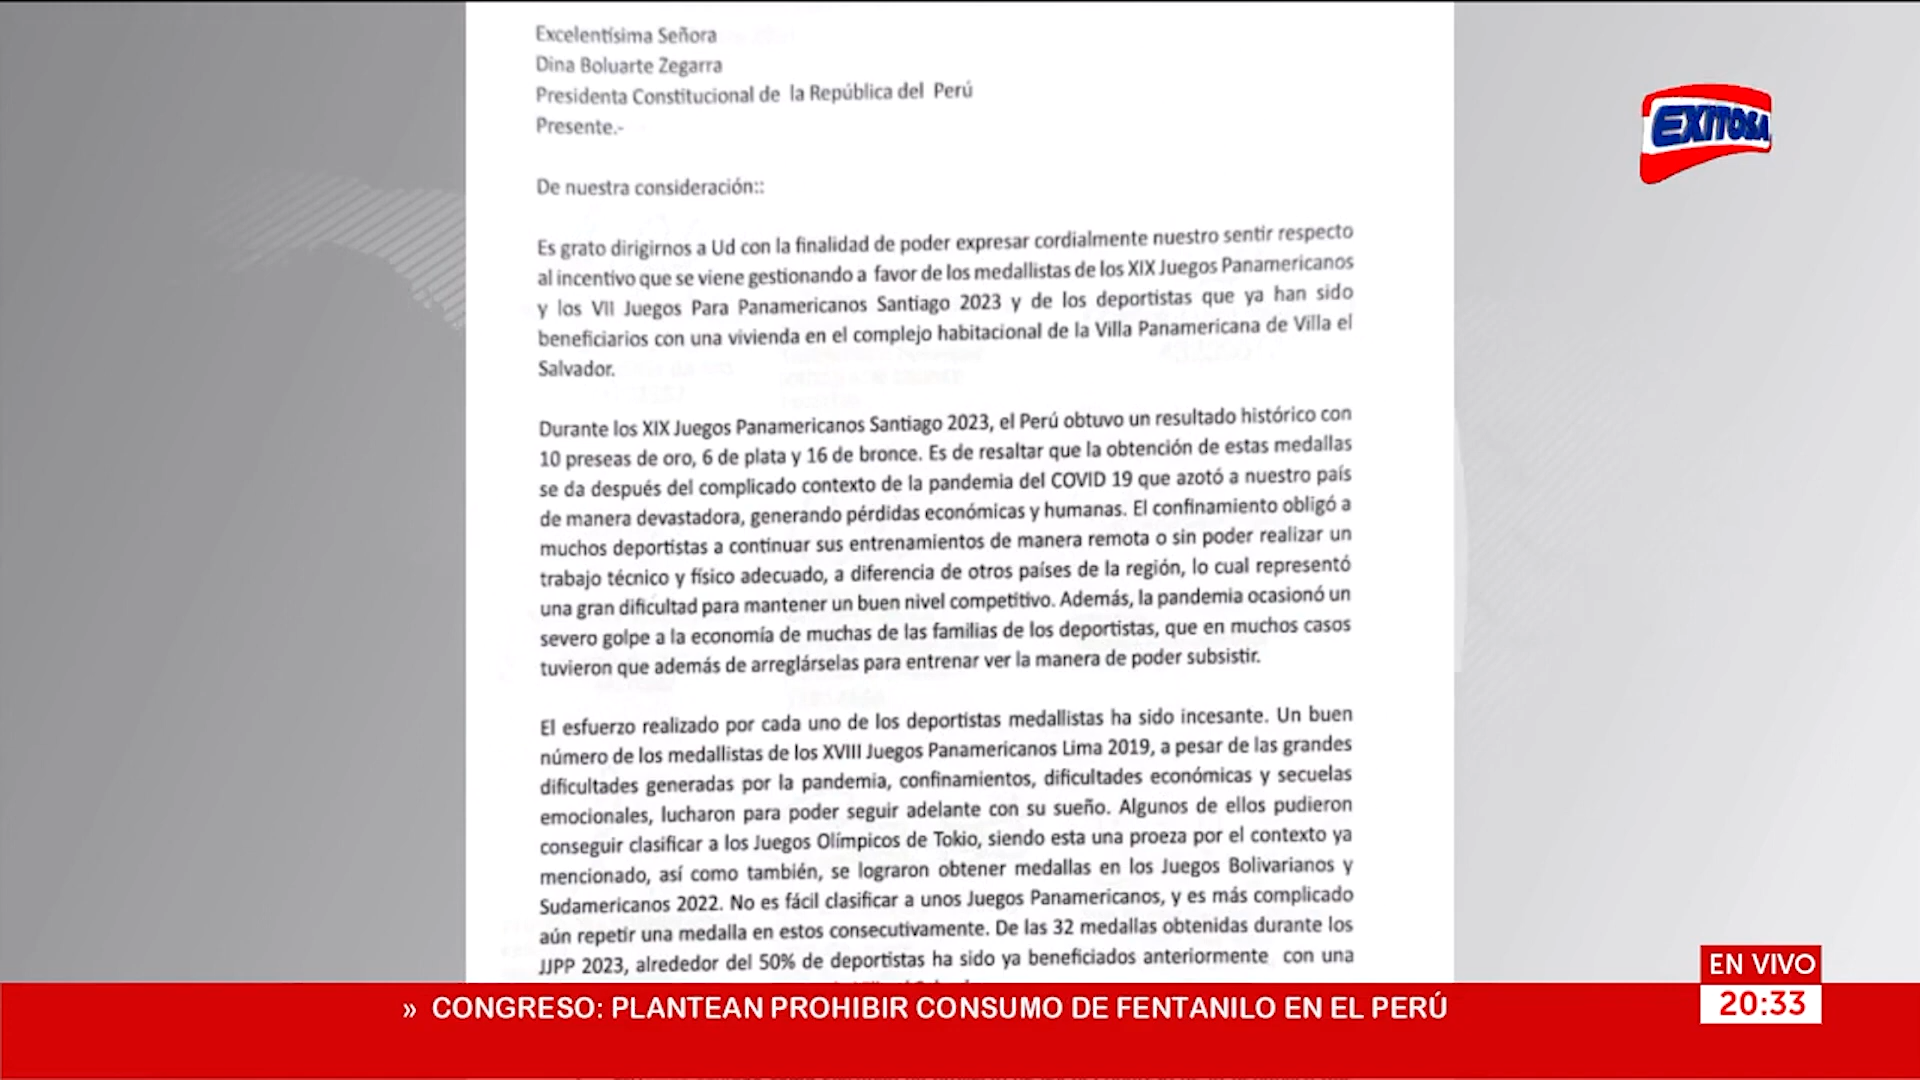 Excelentísima Señora
Dina Boluarte Zegarra
Presidenta Constitucional de la República del Perú
Presente.-
De nuestra consideración::
Es grato dirigirnos a Ud con la finalidad de poder expresar cordialmente nuestro sentir respecto
al incentivo que se viene gestionando a favor de los medallistas de los XIX Juegos Panamericanos
y los VII Juegos Para Panamericanos Santiago 2023 y de los deportistas que ya han sido
beneficiarios con una vivienda en el complejo habitacional de la Villa Panamericana de Villa el
Salvador.
Durante los XIX Juegos Panamericanos Santiago 2023, el Perú obtuvo un resultado histórico con
10 preseas de oro, 6 de plata y 16 de bronce. Es de resaltar que la obtención de estas medallas
se da después del complicado contexto de la pandemia del COVID 19 que azotó a nuestro país
de manera devastadora, generando pérdidas económicas y humanas. El confinamiento obligó a
muchos deportistas a continuar sus entrenamientos de manera remota o sin poder realizar un
trabajo técnico y físico adecuado, a diferencia de otros países de la región, lo cual representó
una gran dificultad para mantener un buen nivel competitivo. Además, la pandemia ocasionó un
severo golpe a la economía de muchas de las familias de los deportistas, que en muchos casos
tuvieron que además de arreglárselas para entrenar ver la manera de poder subsistir.
El esfuerzo realizado por cada uno de los deportistas medallistas ha sido incesante. Un buen
número de los medallistas de los XVIII Juegos Panamericanos Lima 2019, a pesar de las grandes
dificultades generadas por la pandemia, confinamientos, dificultades económicas y secuelas
emocionales, lucharon para poder seguir adelante con su sueño. Algunos de ellos pudieron
conseguir clasificar a los Juegos Olímpicos de Tokio, siendo esta una proeza por el contexto ya
mencionado, así como también, se lograron obtener medallas en los Juegos Bolivarianos y
Sudamericanos 2022. No es fácil clasificar a unos Juegos Panamericanos, y es más complicado
aún repetir una medalla en estos consecutivamente. De las 32 medallas obtenidas durante los
JJPP 2023, alrededor del 50% de deportistas ha sido ya beneficiados anteriormente con una
EXITOSA
EN VIVO
20:33
» CONGRESO: PLANTEAN PROHIBIR CONSUMO DE FENTANILO EN EL PERÚ